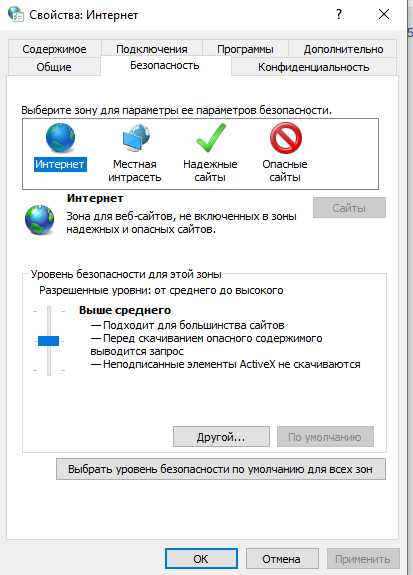 Свойства: Интернет
Содержимое Подключения Программы Дополнительно
Общие Безопасность Конфиденциальность
Выберите зону для параметры ее параметров безопасности.
Интернет Местная интрасеть Надежные сайты Опасные сайты
Интернет
Зона для веб-сайтов, не включенных в зоны
надежных и опасных сайтов.
Сайты
Уровень безопасности для этой зоны
Разрешенные уровни: от среднего до высокого
Выше среднего
— Подходит для большинства сайтов
— Перед скачиванием опасного содержимого
выводится запрос
— Неподписанные элементы ActiveX не скачиваются
Другой... По умолчанию
Выбрать уровень безопасности по умолчанию для всех зон
ОК Отмена Применить